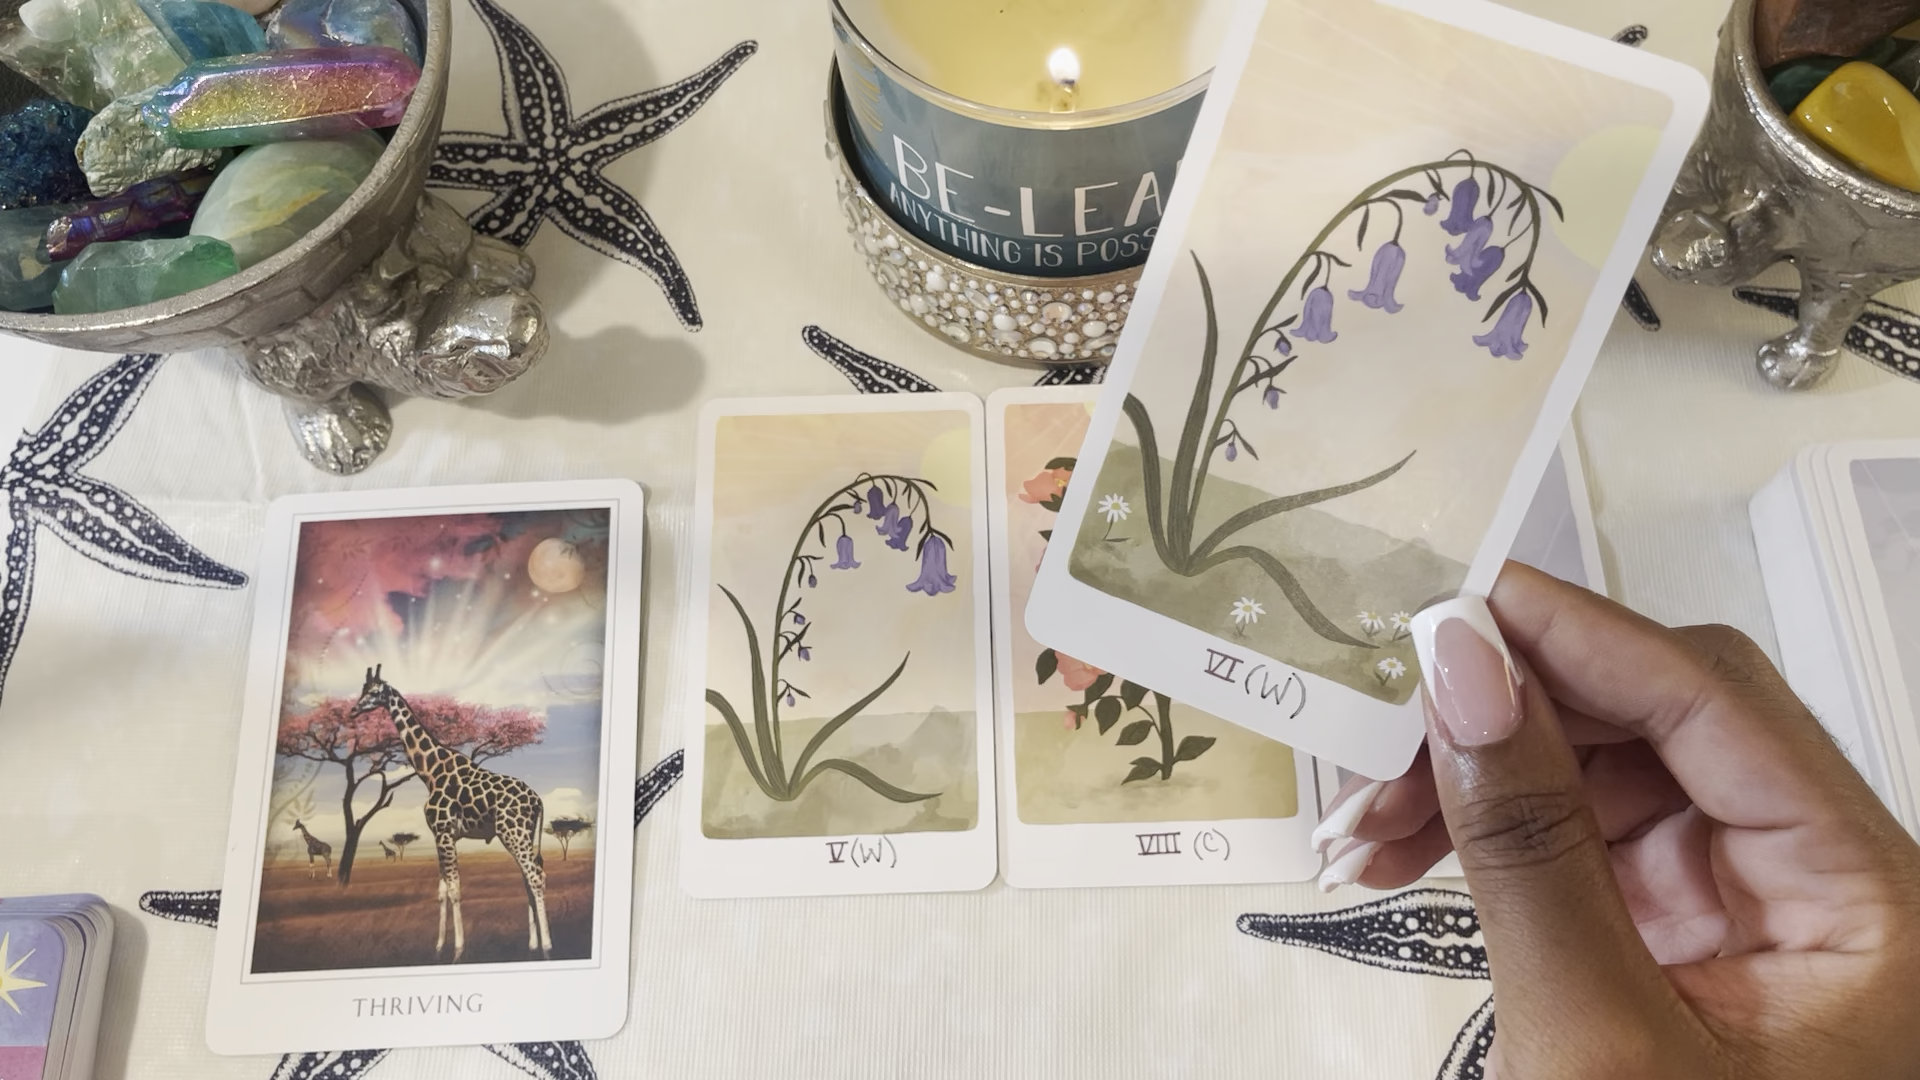 BE-LEA
ANYTHING IS POSS
VI (W)
V (W)
VIII (C)
THRIVING